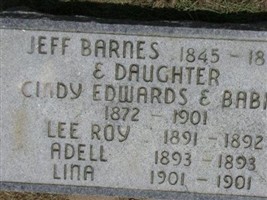 JEFF BARNES 1845 - 18
& DAUGHTER
CINDY EDWARDS & BABI
1872 - 1901
LEE ROY 1891 - 1892
ADELL 1893 - 1893
LINA 1901 - 1901